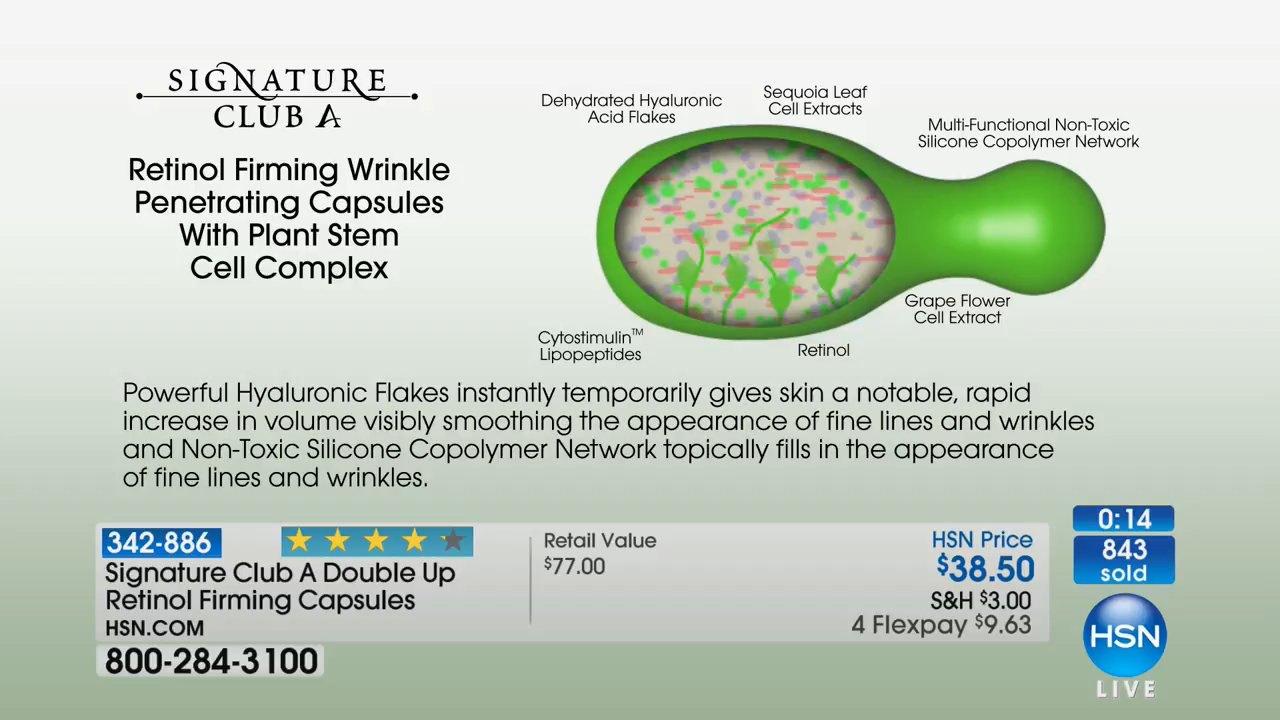 SIGNATURE
CLUB A
Retinol Firming Wrinkle
Penetrating Capsules
With Plant Stem
Cell Complex
Dehydrated Hyaluronic
Acid Flakes
Sequoia Leaf
Cell Extracts
Multi-Functional Non-Toxic
Silicone Copolymer Network
Grape Flower
Cell Extract
Cytostimulin™
Lipopeptides
Retinol
Powerful Hyaluronic Flakes instantly temporarily gives skin a notable, rapid
increase in volume visibly smoothing the appearance of fine lines and wrinkles
and Non-Toxic Silicone Copolymer Network topically fills in the appearance
of fine lines and wrinkles.
342-886
Signature Club A Double Up
Retinol Firming Capsules
HSN.COM
800-284-3100
Retail Value
$77.00
HSN Price
$38.50
S&H $3.00
4 Flexpay $9.63
0:14
843
sold
HSN
LIVE